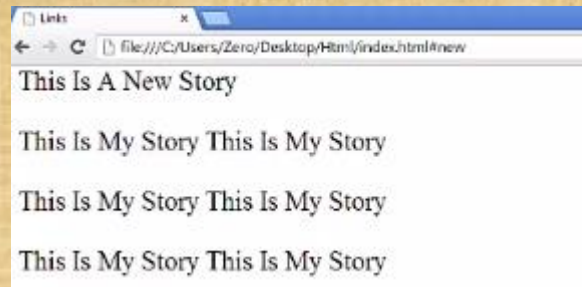 Links
file:///C:/Users/Zero/Desktop/Html/index.html#new
This Is A New Story
This Is My Story This Is My Story
This Is My Story This Is My Story
This Is My Story This Is My Story